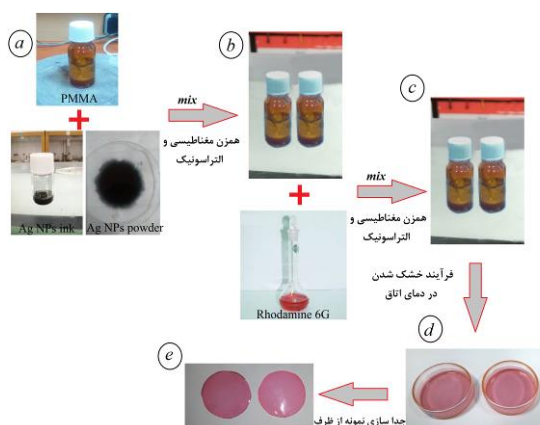 a
PMMA
+
Ag NPs ink
Ag NPs powder
mix
همزن مغناطیسی و
التراسونیک
b
+
Rhodamine 6G
mix
همزن مغناطیسی و
التراسونیک
c
فرآیند خشک شدن
در دمای اتاق
d
جدا سازی نمونه از ظرف
e